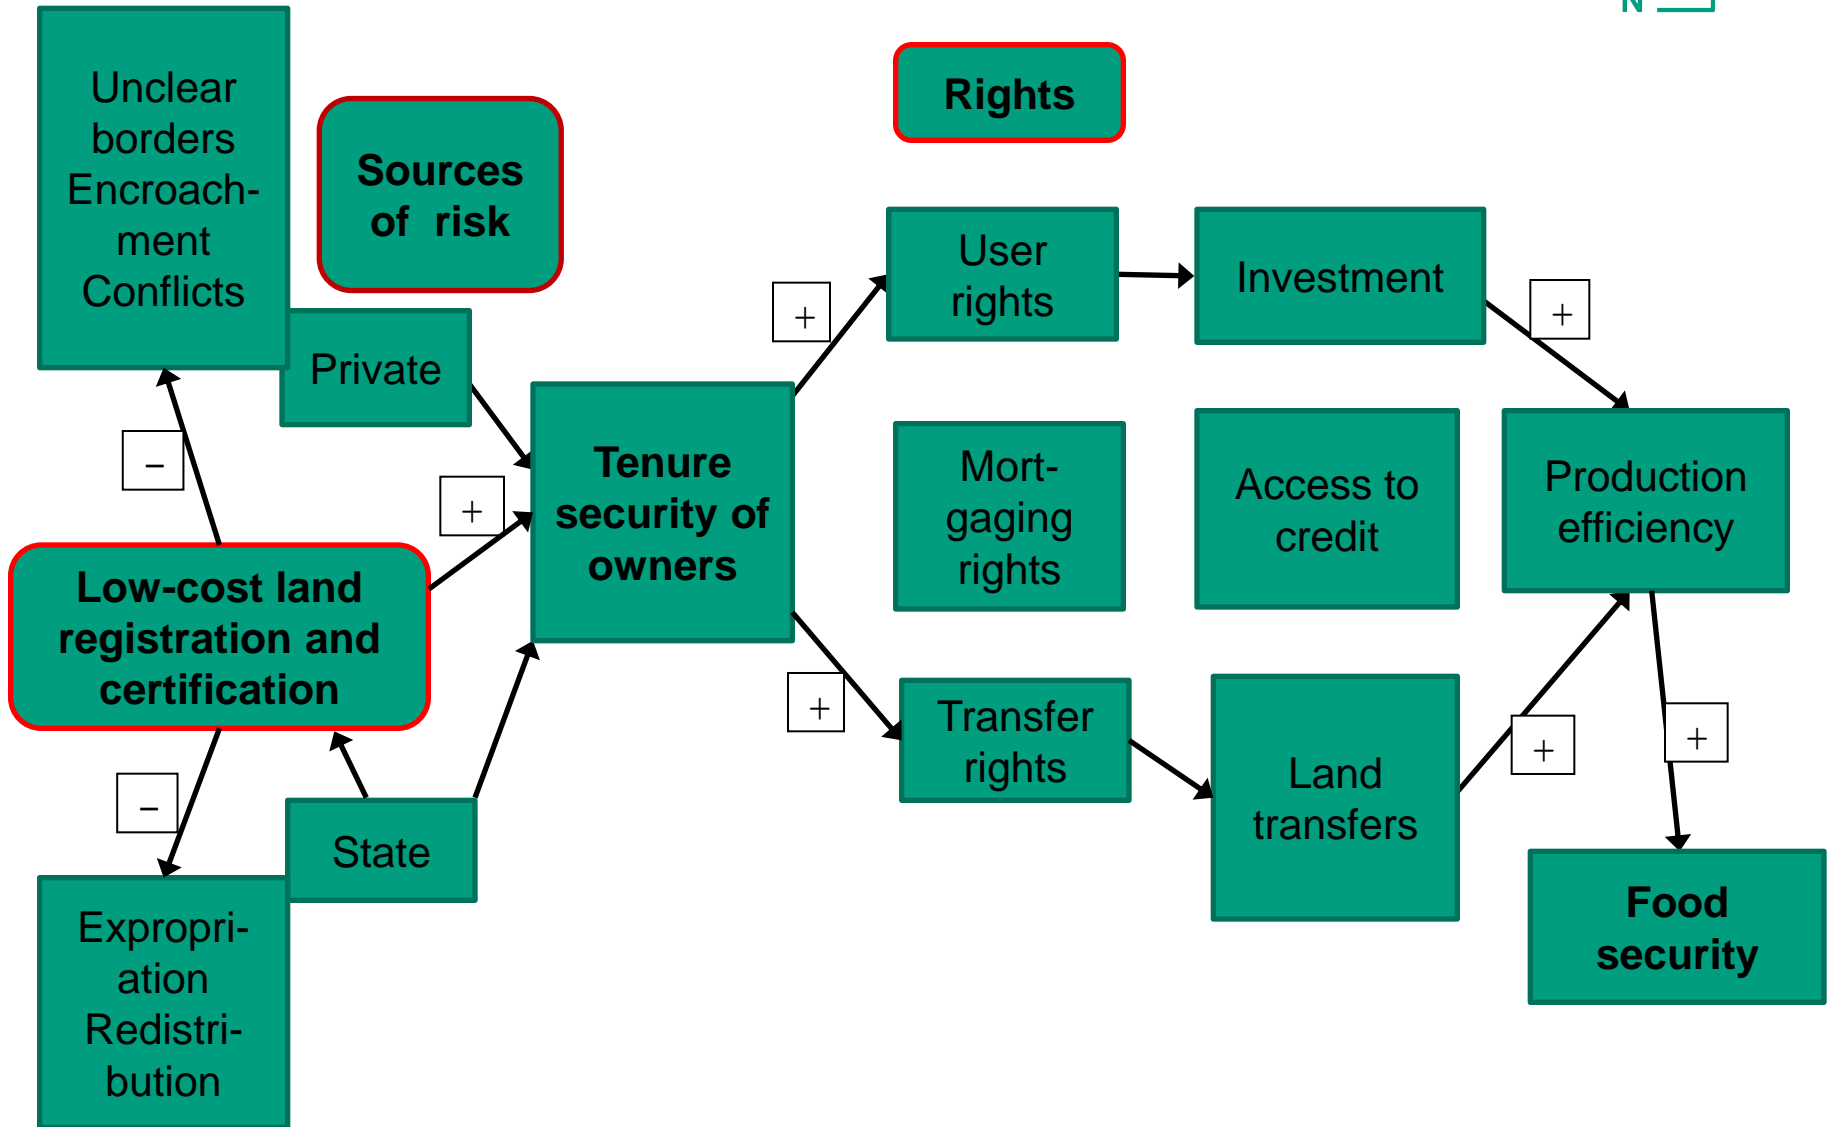 N
Unclear
borders
Encroach-
ment
Conflicts
Sources
of risk
Rights
Private
User
rights
Investment
+
+
–
+
Tenure
security of
owners
Mort-
gaging
rights
Access to
credit
Production
efficiency
Low-cost land
registration and
certification
+
Transfer
rights
Land
transfers
+
+
–
State
Expropri-
ation
Redistri-
bution
Food
security